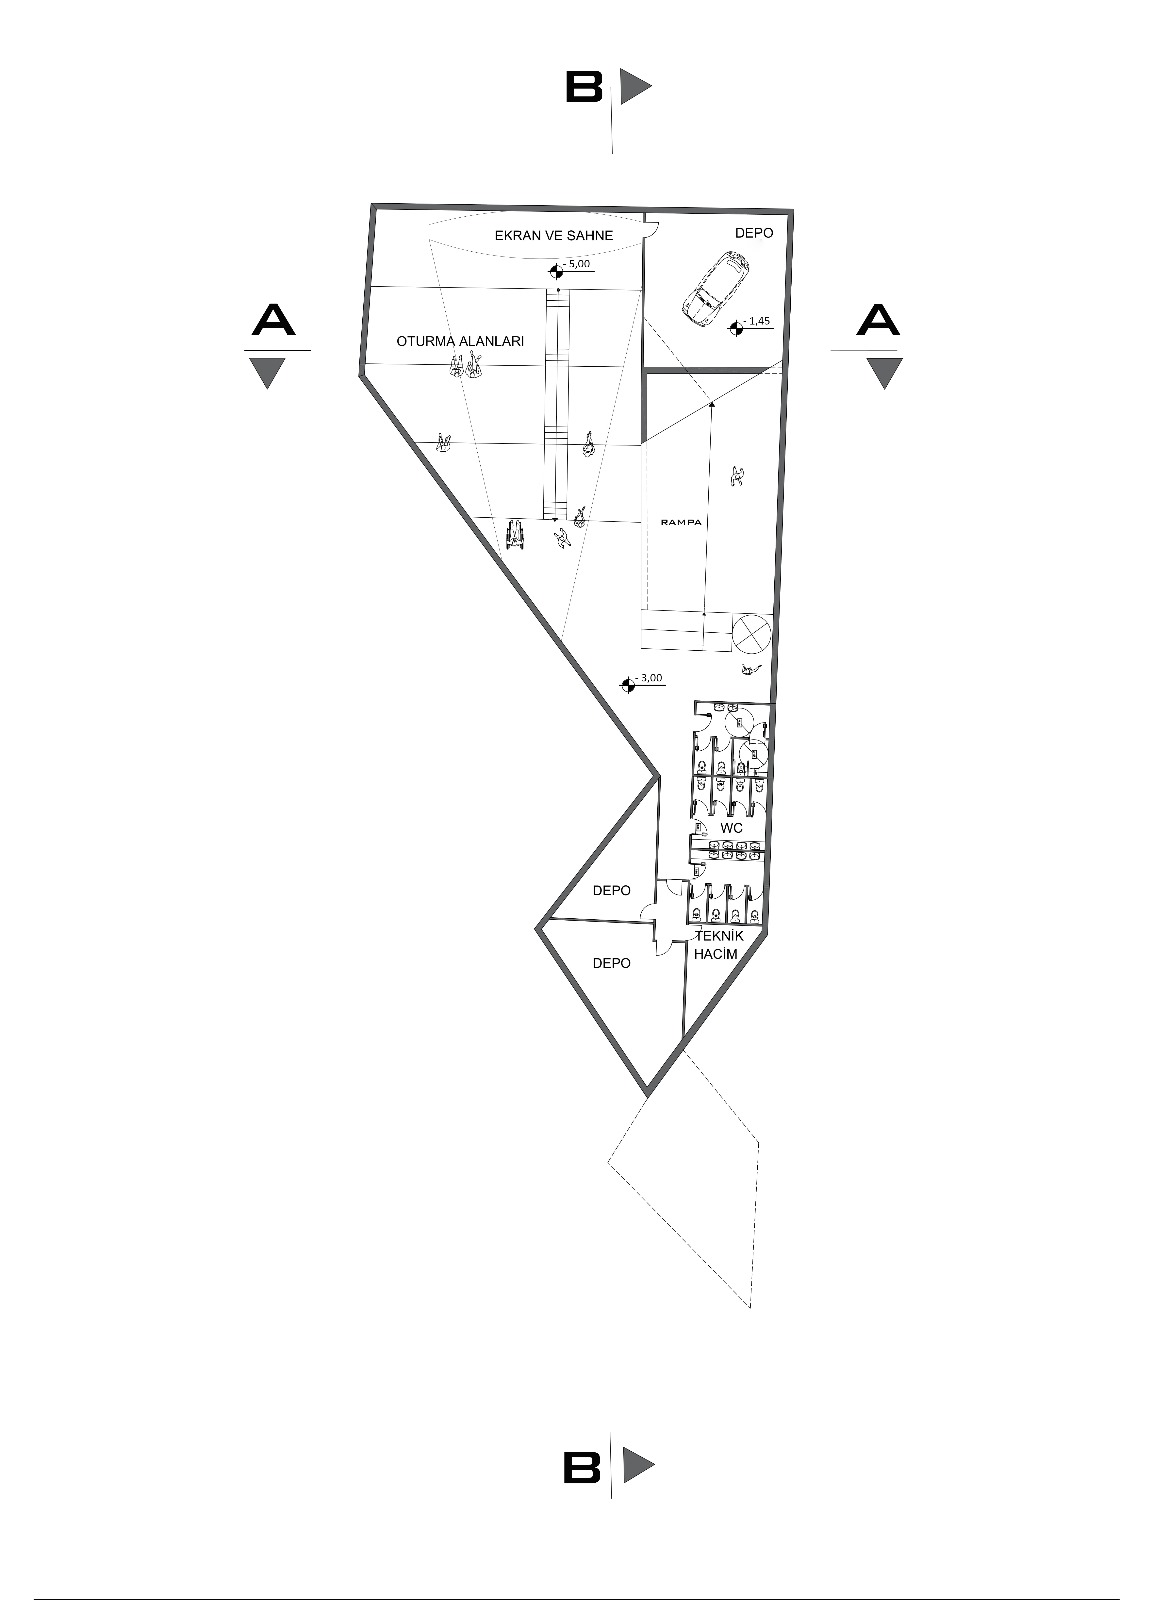 B
EKRAN VE SAHNE
DEPO
- 5,00
A
- 1,45
A
OTURMA ALANLARI
RAMPA
- 3,00
WC
DEPO
TEKNİK
HACİM
DEPO
B